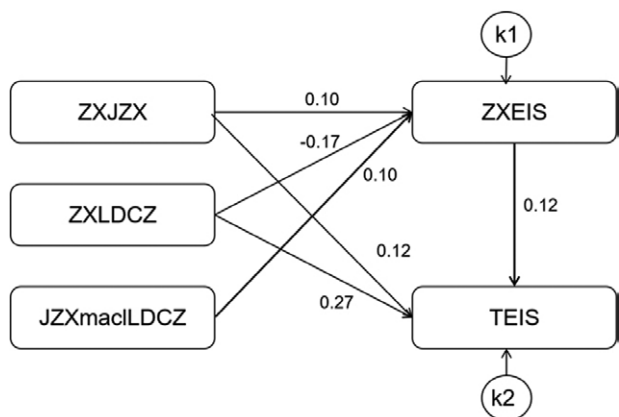 k1
ZXJZX
0.10
ZXEIS
-0.17
0.10
ZXLDCZ
0.12
0.12
0.27
JZXmaclLDCZ
TEIS
k2